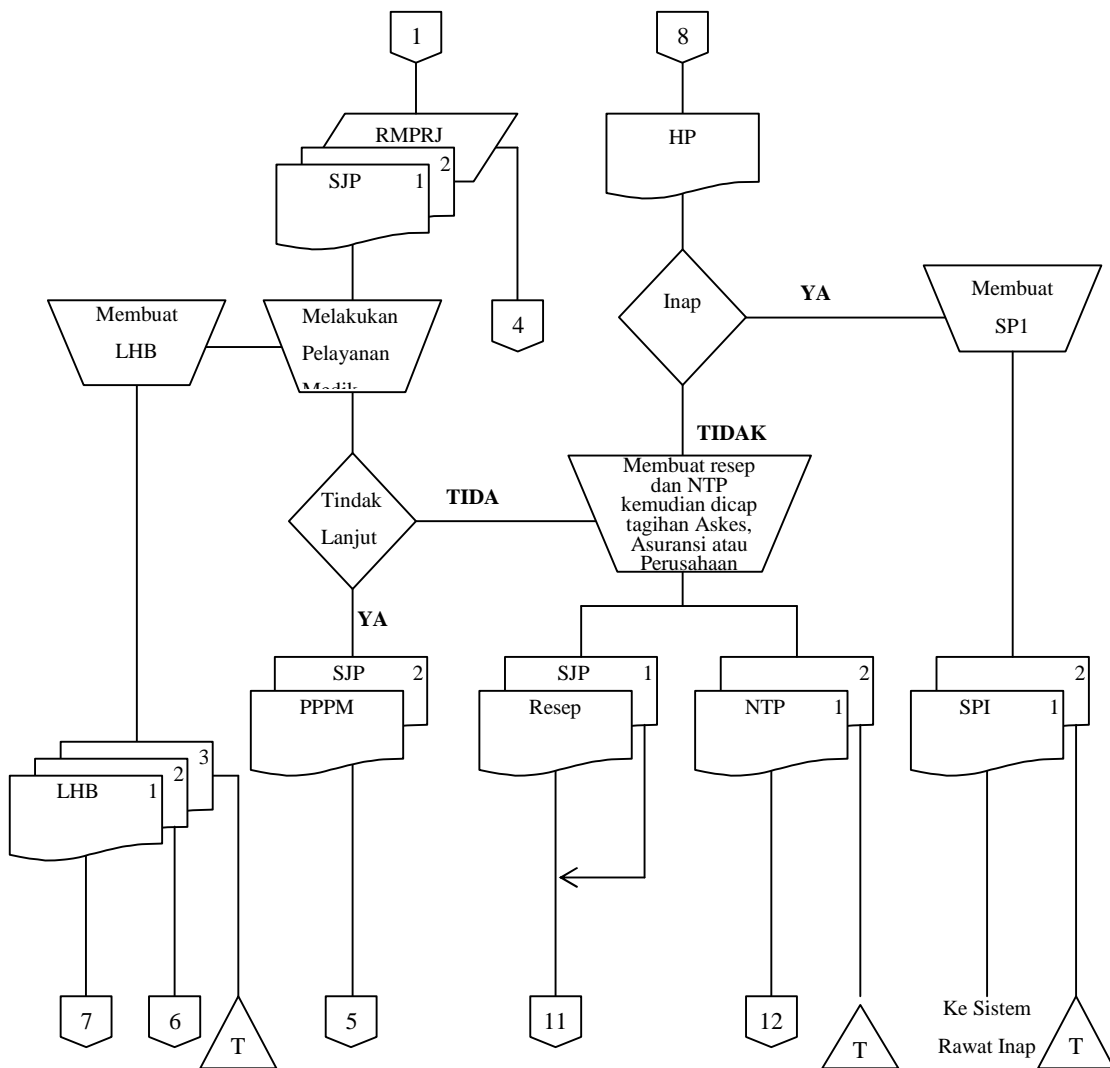 1
8
RMPRJ
2
SJP 1
HP
4
Inap
YA
Membuat
SP1
Membuat
LHB
Melakukan
Pelayanan
Medik
TIDAK
Tindak
Lanjut
TIDA
Membuat resep
dan NTP
kemudian dicap
tagihan Askes,
Asuransi atau
Perusahaan
YA
SJP 2
PPPM
SJP 1
Resep
2
NTP 1
2
SPI 1
3
2
LHB 1
7
6
T
5
11
12
T
Ke Sistem
Rawat Inap
T